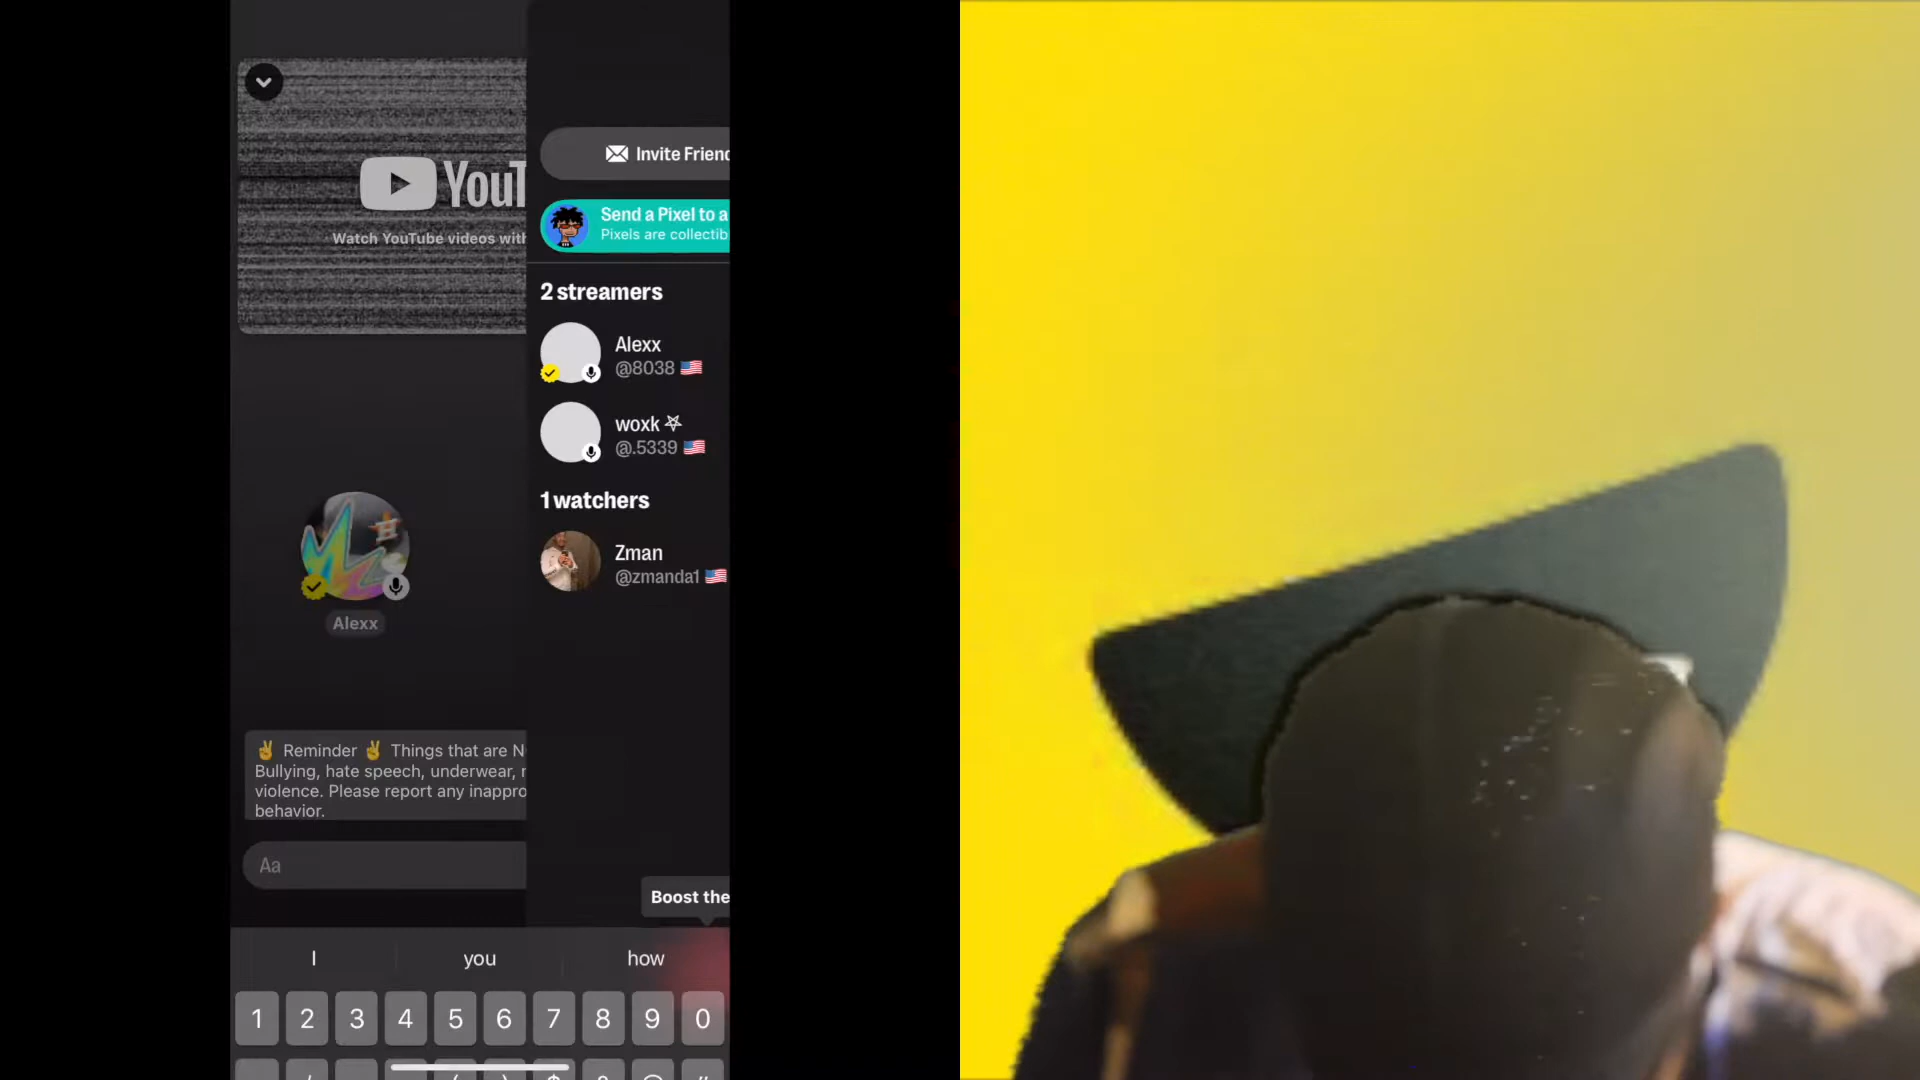 YouT
Watch YouTube videos with
Alexx
✌ Reminder ✌ Things that are N
Bullying, hate speech, underwear, r
violence. Please report any inappro
behavior.
Aa
Invite Friend
Send a Pixel to a
Pixels are collectib
2 streamers
Alexx
@8038 🇺🇸
woxk ⛧
@.5339 🇺🇸
1 watchers
Zman
@zmanda1 🇺🇸
Boost the
I you how
1 2 3 4 5 6 7 8 9 0